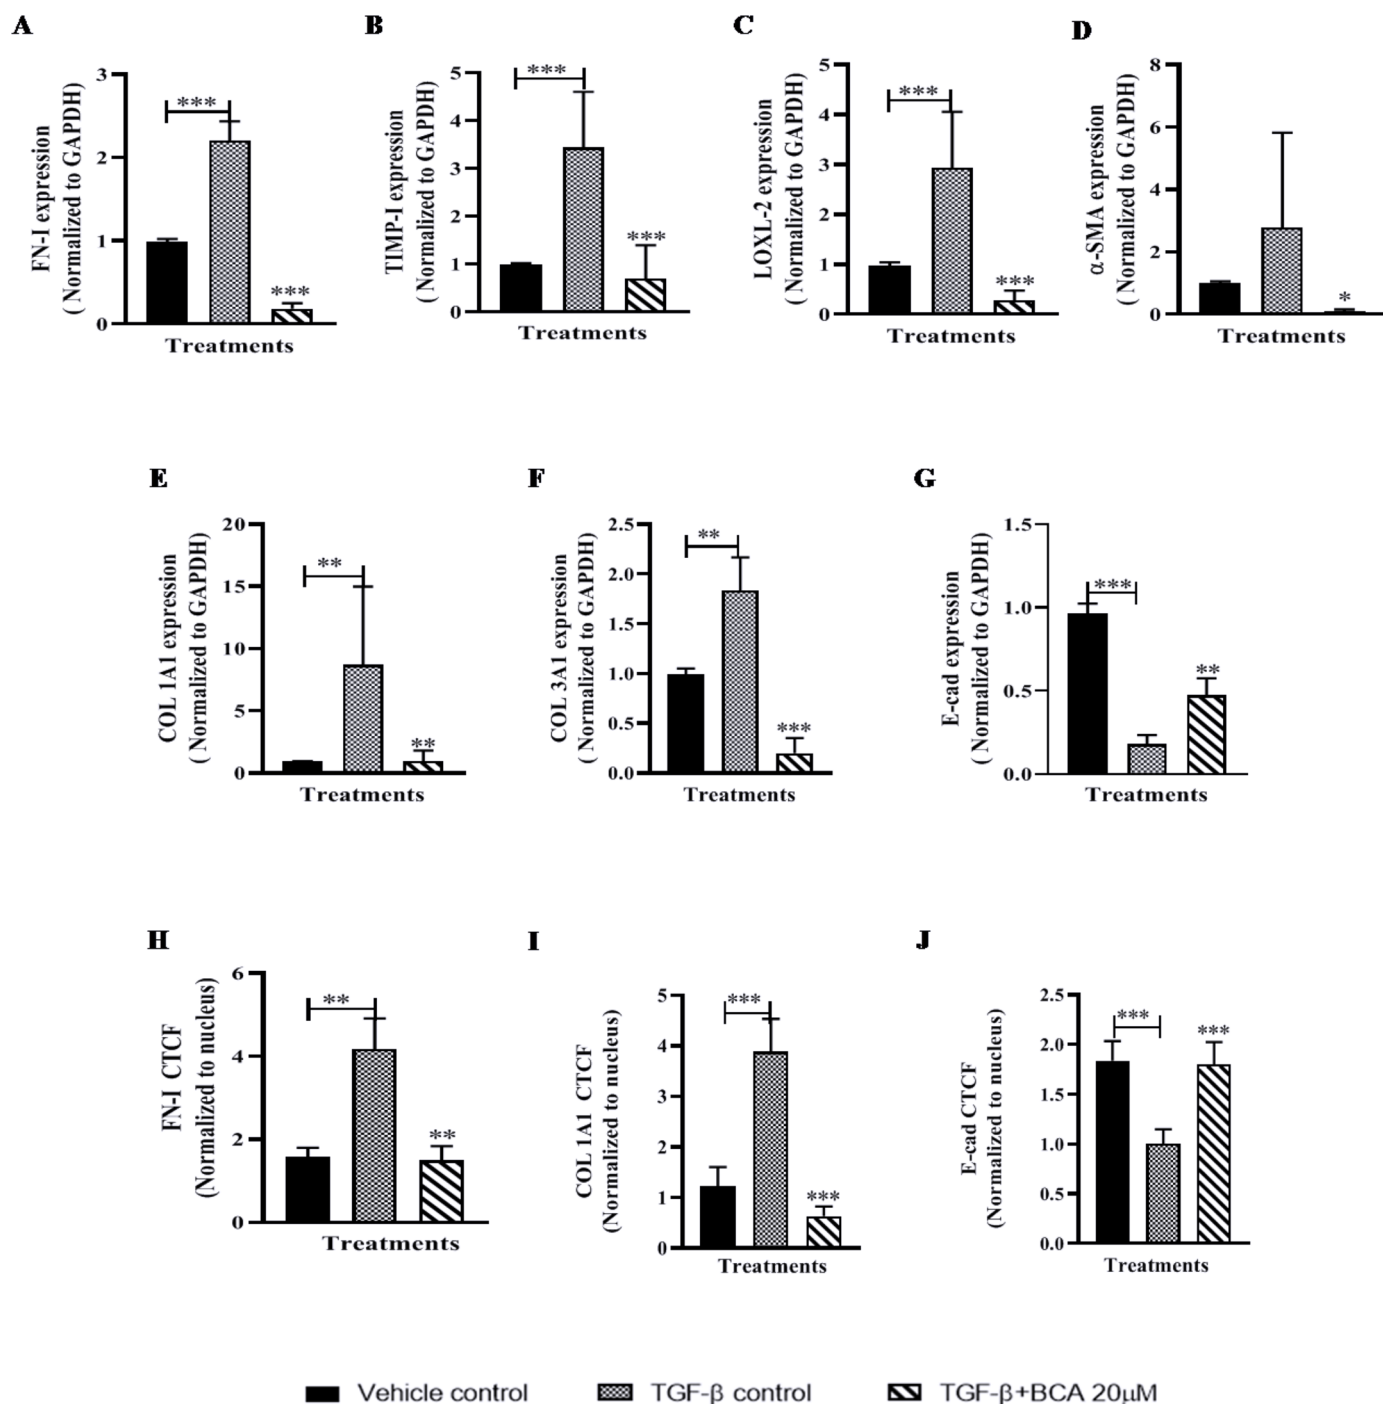 A
FN-I expression
( Normalized to GAPDH)
3
2
1
0
***
***
Treatments
B
TIMP-I expression
( Normalized to GAPDH)
5
4
3
2
1
0
***
***
Treatments
C
LOXL-2 expression
( Normalized to GAPDH)
5
4
3
2
1
0
***
***
Treatments
D
α-SMA expression
( Normalized to GAPDH)
8
6
4
2
0
*
Treatments
E
COL 1A1 expression
( Normalized to GAPDH)
20
15
10
5
0
**
**
Treatments
F
COL 3A1 expression
( Normalized to GAPDH)
2.5
2.0
1.5
1.0
0.5
0.0
**
***
Treatments
G
E-cad expression
( Normalized to GAPDH)
1.5
1.0
0.5
0.0
***
**
Treatments
H
FN-I CTCF
(Normalized to nucleus)
6
4
2
0
**
**
Treatments
I
COL 1A1 CTCF
(Normalized to nucleus)
5
4
3
2
1
0
***
***
Treatments
J
E-cad CTCF
(Normalized to nucleus)
2.5
2.0
1.5
1.0
0.5
0.0
***
***
Treatments
Vehicle control
TGF-β control
TGF-β+BCA 20μM